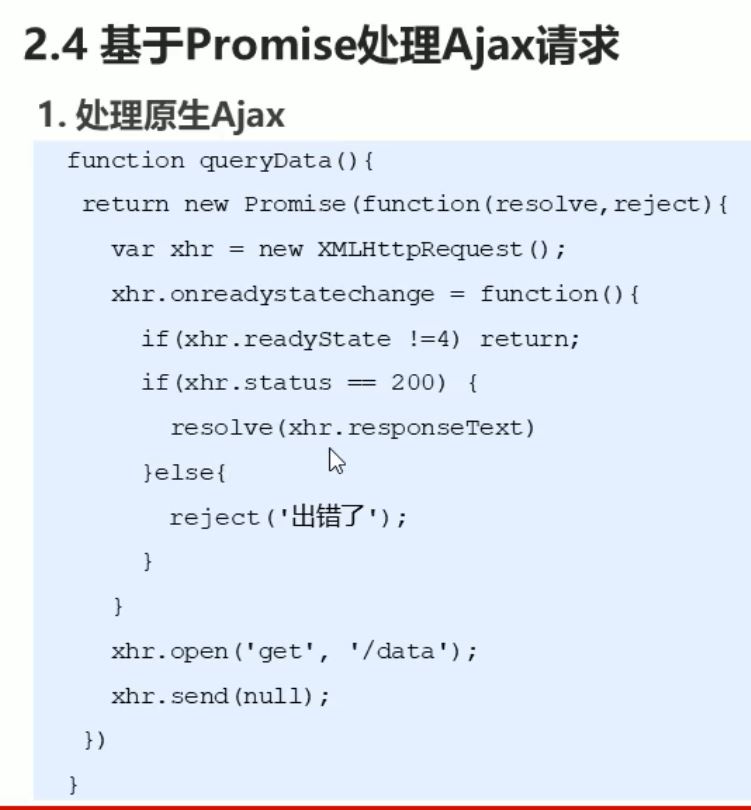 2.4 基于Promise处理Ajax请求
1. 处理原生Ajax
function queryData(){
return new Promise(function(resolve,reject){
var xhr = new XMLHttpRequest();
xhr.onreadystatechange = function(){
if(xhr.readyState !=4) return;
if(xhr.status == 200) {
resolve(xhr.responseText)
}else{
reject('出错了');
}
}
xhr.open('get', '/data');
xhr.send(null);
})
}